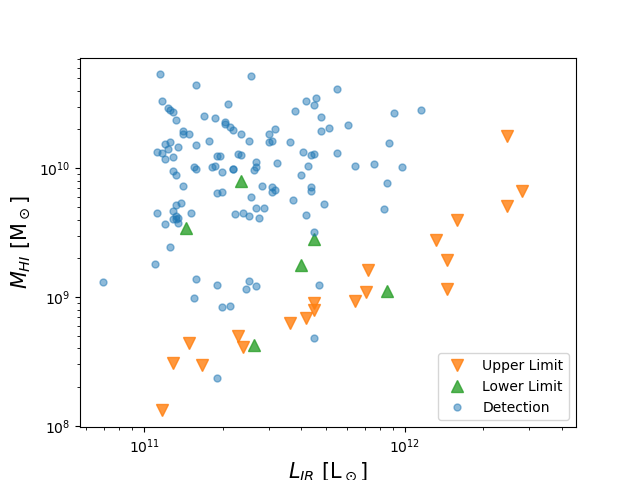 M_HI [M_⊙]
10^10
10^9
10^8
10^11
10^12
L_IR [L_⊙]
Upper Limit
Lower Limit
Detection